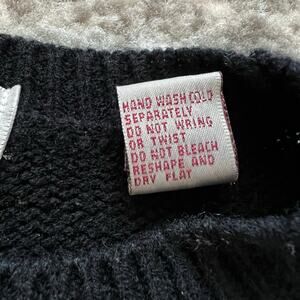 HAND WASH COLD
SEPARATELY
DO NOT WRING
OR TWIST
DO NOT BLEACH
RESHAPE AND
DRY FLAT